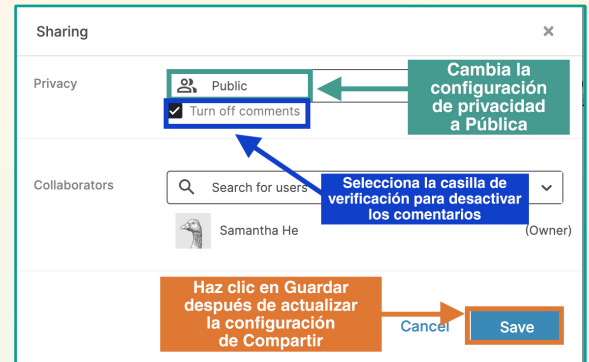 Sharing
Privacy
Public
Turn off comments
Cambia la
configuración
de privacidad
a Pública
Collaborators
Search for users
Selecciona la casilla de
verificación para desactivar
los comentarios
Samantha He
(Owner)
Haz clic en Guardar
después de actualizar
la configuración
de Compartir
Cancel
Save